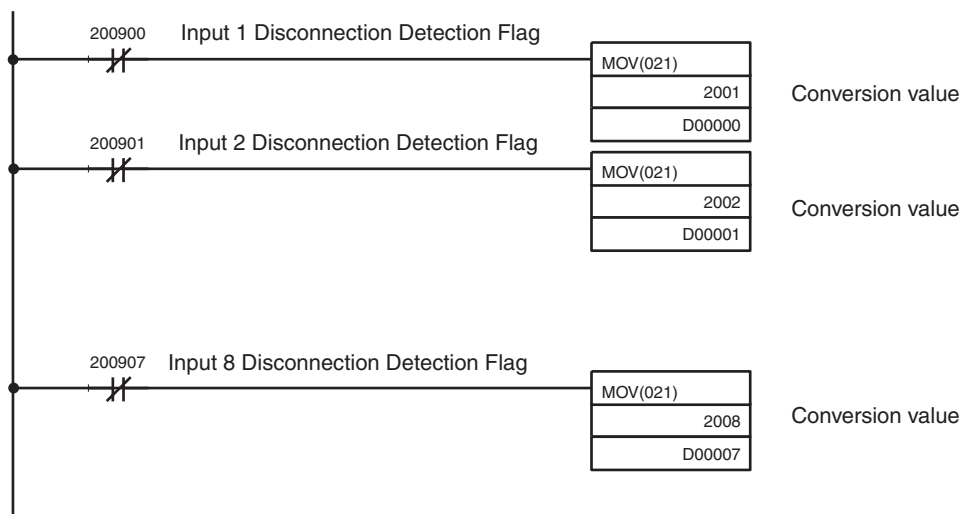 200900 Input 1 Disconnection Detection Flag
MOV(021)
2001 Conversion value
D00000
200901 Input 2 Disconnection Detection Flag
MOV(021)
2002 Conversion value
D00001
200907 Input 8 Disconnection Detection Flag
MOV(021)
2008 Conversion value
D00007